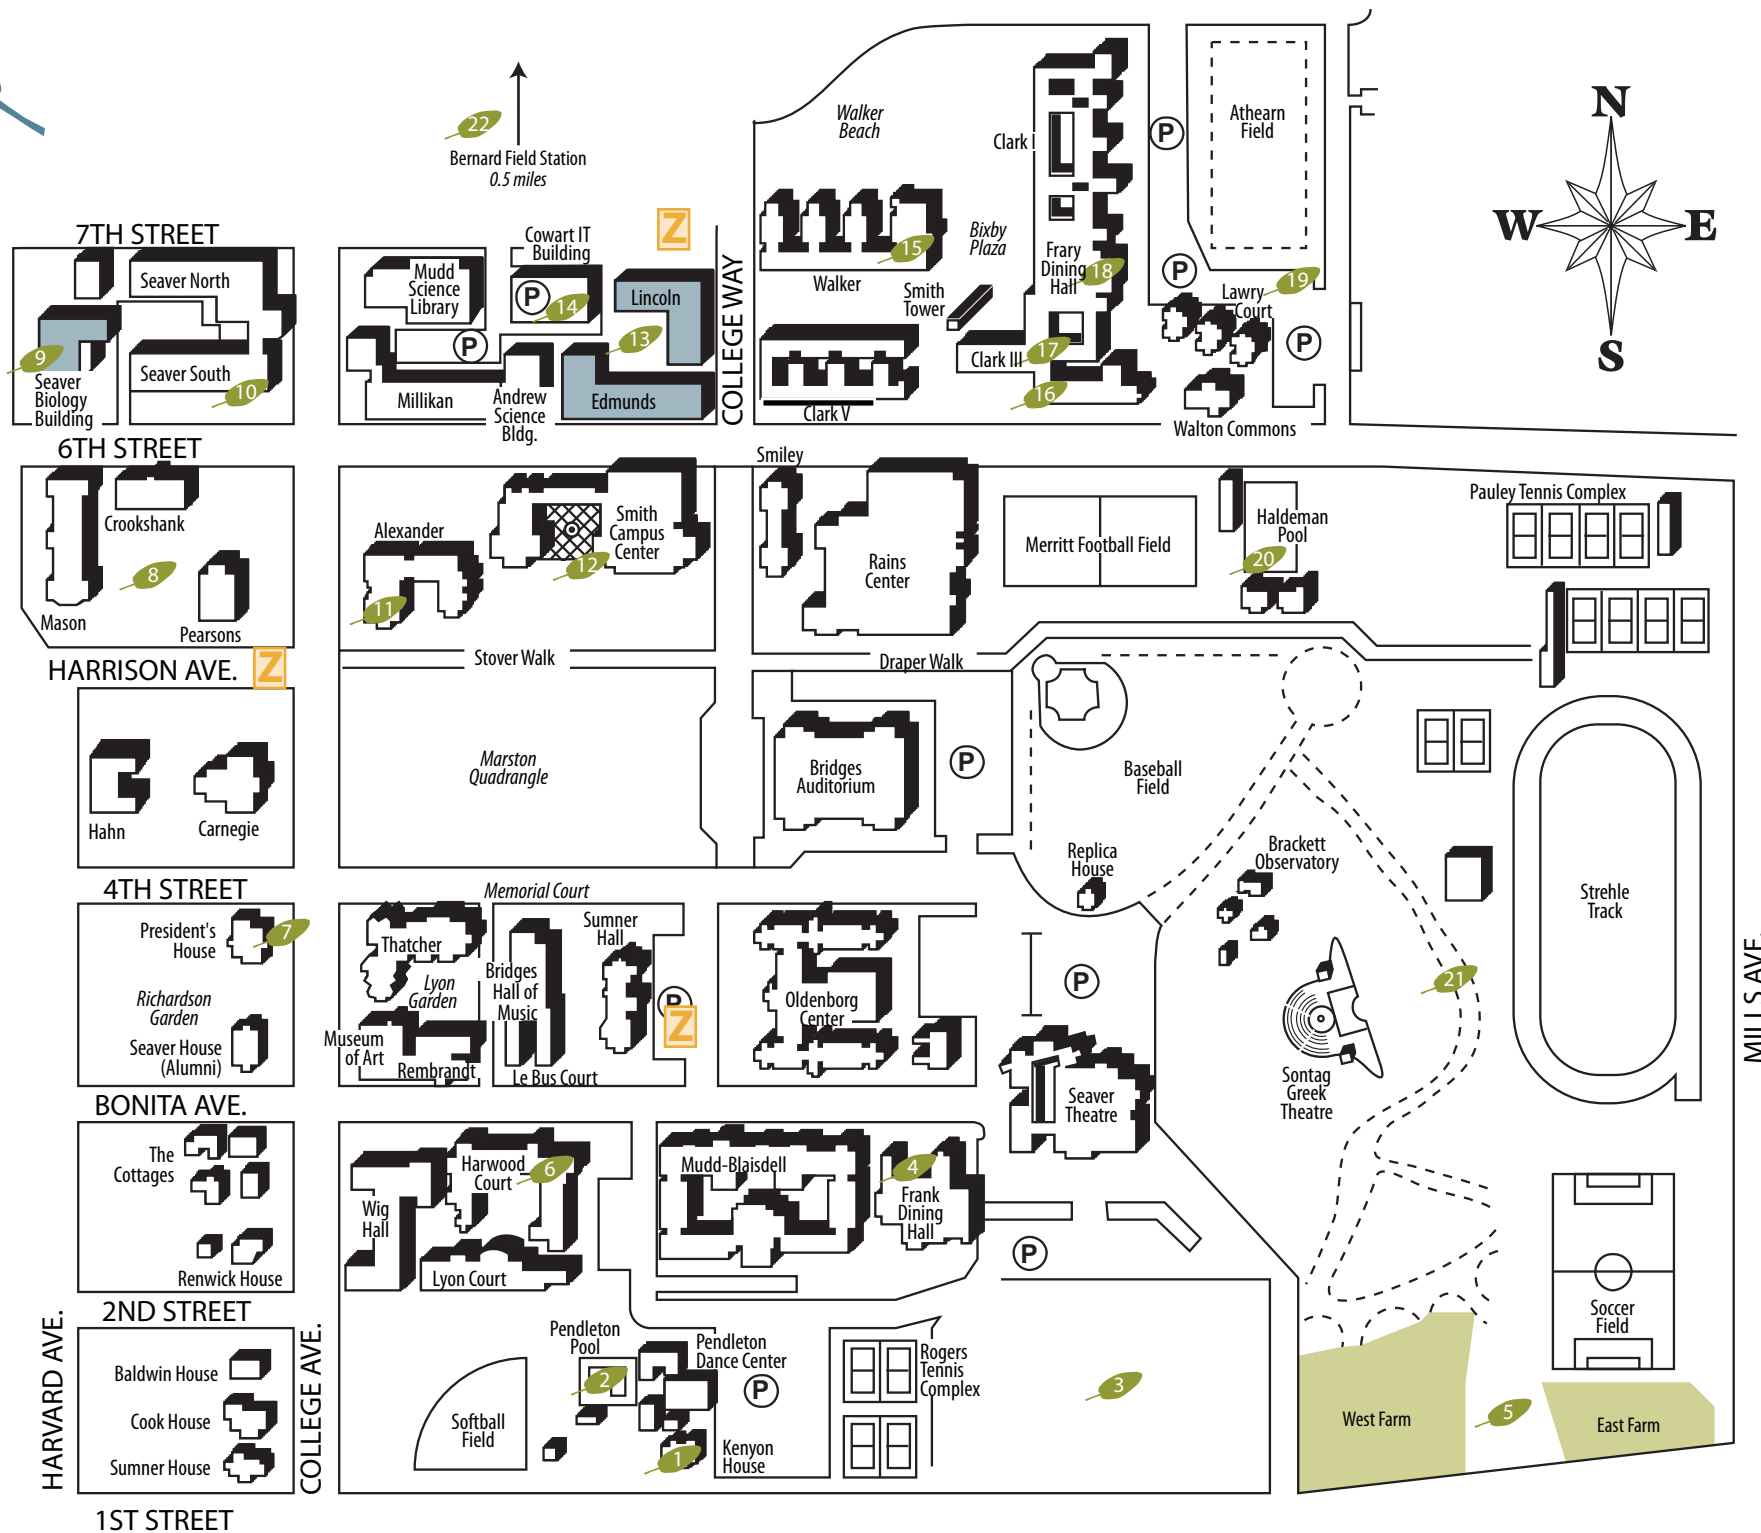 22
Bernard Field Station
0.5 miles
N
W
E
S
Walker
Beach
Clark I
P
Athearn
Field
7TH STREET
Seaver North
Cowart IT
Building
Z
Mudd
Science
Library
P
14
Lincoln
13
COLLEGE WAY
15
Walker
Bixby
Plaza
Smith
Tower
Frary
Dining
Hall
18
P
19
Lawry
Court
P
9
Seaver
Biology
Building
Seaver South
10
P
Millikan
Andrew
Science
Bldg.
Edmunds
Clark V
Clark III
17
16
Walton Commons
6TH STREET
Crookshank
8
Mason
Pearsons
Alexander
11
Smith
Campus
Center
12
Smiley
Rains
Center
Merritt Football Field
Haldeman
Pool
20
Pauley Tennis Complex
HARRISON AVE.
Z
Stover Walk
Draper Walk
Hahn
Carnegie
Marston
Quadrangle
Bridges
Auditorium
P
Baseball
Field
Replica
House
Brackett
Observatory
Strehle
Track
MILLS AVE.
4TH STREET
President's
House
7
Richardson
Garden
Seaver House
(Alumni)
Memorial Court
Thatcher
Lyon
Garden
Museum
of Art
Rembrandt
Bridges
Hall of
Music
Le Bus Court
Sumner
Hall
P
Z
Oldenborg
Center
P
Seaver
Theatre
21
Sontag
Greek
Theatre
BONITA AVE.
The
Cottages
Renwick House
Wig
Hall
Harwood
Court
6
Lyon Court
Mudd-Blaisdell
4
Frank
Dining
Hall
P
2ND STREET
HARVARD AVE.
Baldwin House
Cook House
Sumner House
COLLEGE AVE.
Softball
Field
Pendleton
Pool
2
Pendleton
Dance Center
P
1
Kenyon
House
Rogers
Tennis
Complex
3
Soccer
Field
West Farm
5
East Farm
1ST STREET